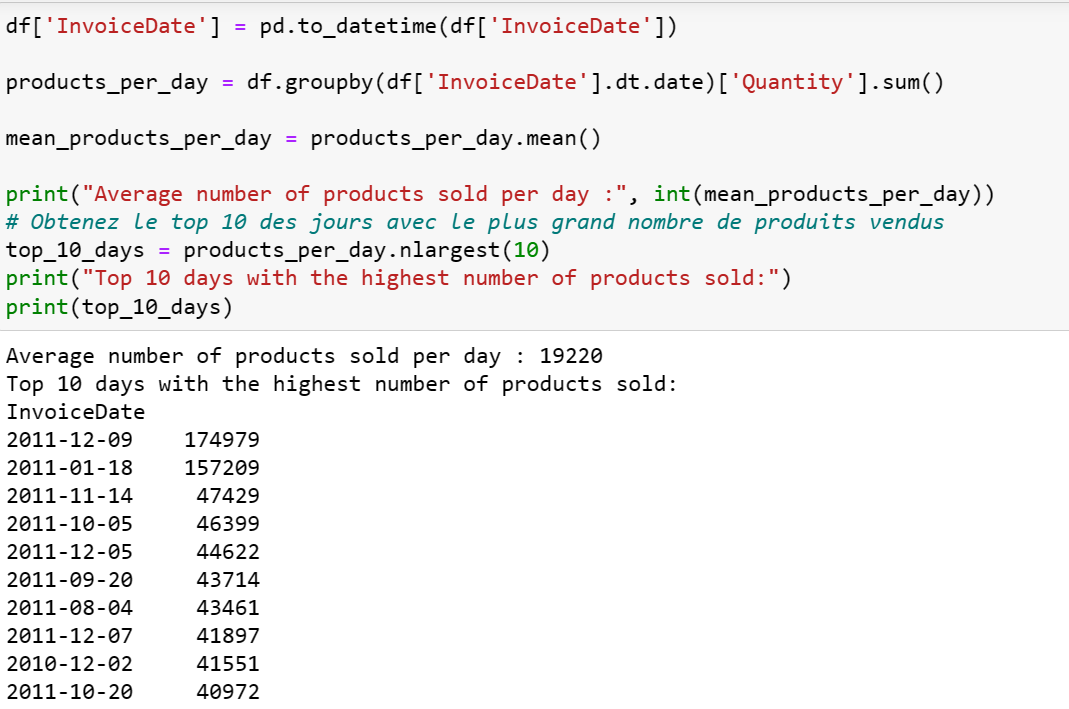 df['InvoiceDate'] = pd.to_datetime(df['InvoiceDate'])
products_per_day = df.groupby(df['InvoiceDate'].dt.date)['Quantity'].sum()
mean_products_per_day = products_per_day.mean()
print("Average number of products sold per day :", int(mean_products_per_day))
# Obtenez le top 10 des jours avec le plus grand nombre de produits vendus
top_10_days = products_per_day.nlargest(10)
print("Top 10 days with the highest number of products sold:")
print(top_10_days)
Average number of products sold per day : 19220
Top 10 days with the highest number of products sold:
InvoiceDate
2011-12-09    174979
2011-01-18    157209
2011-11-14     47429
2011-10-05     46399
2011-12-05     44622
2011-09-20     43714
2011-08-04     43461
2011-12-07     41897
2010-12-02     41551
2011-10-20     40972